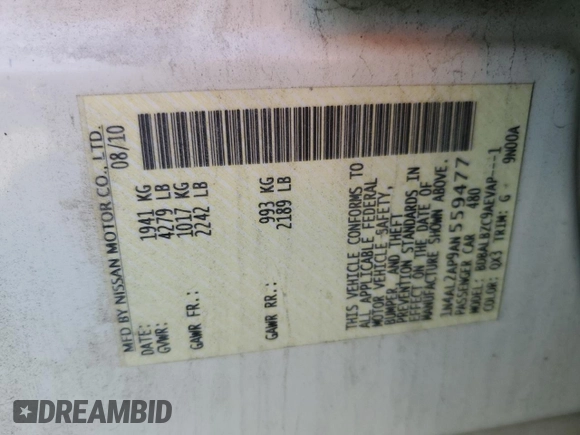 MFD BY NISSAN MOTOR CO., LTD.
DATE: 08/10
GVWR: 1941 KG
4279 LB
GAWR FR.: 1017 KG
2242 LB
GAWR RR.: 993 KG
2189 LB
THIS VEHICLE CONFORMS TO
ALL APPLICABLE FEDERAL
MOTOR VEHICLE SAFETY,
BUMPER, AND THEFT
PREVENTION STANDARDS IN
EFFECT ON THE DATE OF
MANUFACTURE SHOWN ABOVE.
1N4AL2AP9AN559477
PASSENGER CAR 480
MODEL: BDBALBZC9AEVAP---1
COLOR: QX3 TRIM: G 9N00A
DREAMBID